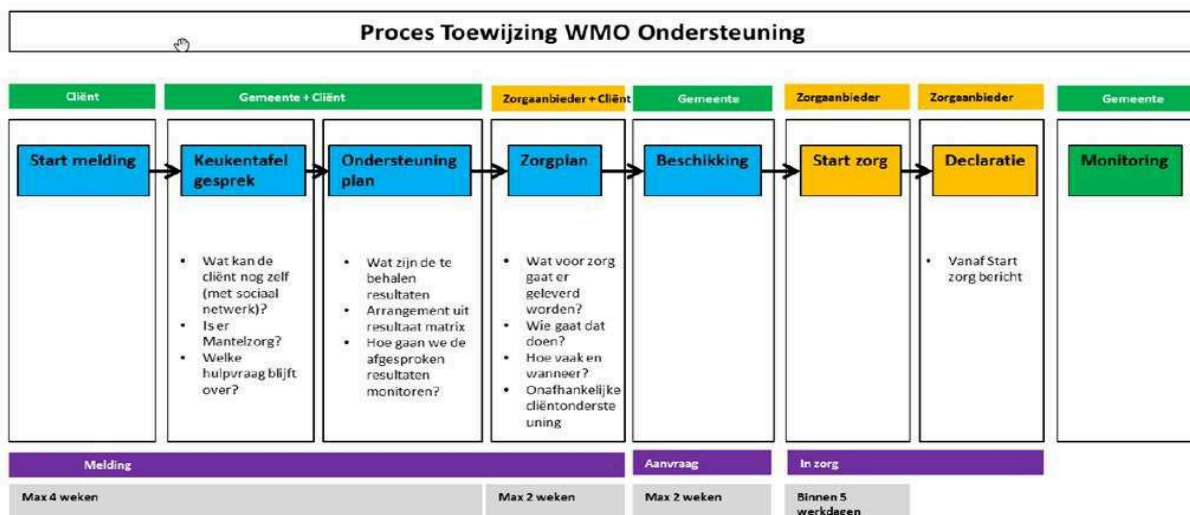 Proces Toewijzing WMO Ondersteuning
Cliënt
Gemeente + Cliënt
Zorgaanbieder + Cliënt
Gemeente
Zorgaanbieder
Zorgaanbieder
Gemeente
Start melding
Keukentafel
gesprek
Ondersteuning
plan
Zorgplan
Beschikking
Start zorg
Declaratie
Monitoring
• Wat kan de
cliënt nog zelf
(met sociaal
netwerk)?
• Is er
Mantelzorg?
• Welke
hulpvraag blijft
over?
• Wat zijn de te
behalen
resultaten
• Arrangement uit
resultaat matrix
• Hoe gaan we de
afgesproken
resultaten
monitoren?
• Wat voor zorg
gaat er
geleverd
worden?
• Wie gaat dat
doen?
• Hoe vaak en
wanneer?
• Onafhankelijke
cliëntonderste
uning
• Vanaf Start
zorg bericht
Melding
Aanvraag
In zorg
Max 4 weken
Max 2 weken
Max 2 weken
Binnen 5
werkdagen